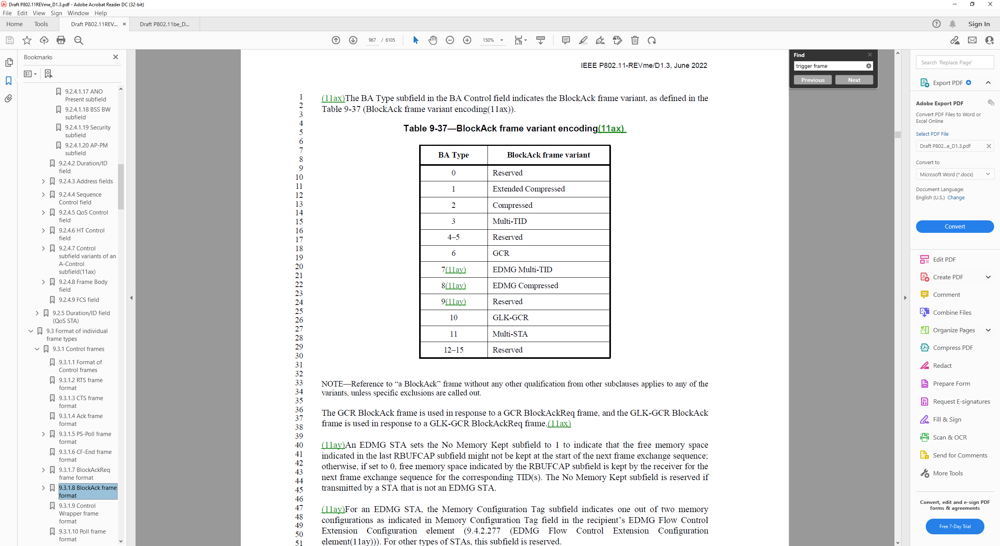 Draft P802.11REVme_D1.3.pdf - Adobe Acrobat Reader DC (32-bit)
File Edit View Sign Window Help
Home Tools Draft P802.11REV... × Draft P802.11be_D... Sign In
967 / 6105 150%
Bookmarks
9.2.4.1.17 ANO
Present subfield
9.2.4.1.18 BSS BW
subfield
9.2.4.1.19 Security
subfield
9.2.4.1.20 AP-PM
subfield
9.2.4.2 Duration/ID
field
9.2.4.3 Address fields
9.2.4.4 Sequence
Control field
9.2.4.5 QoS Control
field
9.2.4.6 HT Control
field
9.2.4.7 Control
subfield variants of an
A-Control
subfield(11ax)
9.2.4.8 Frame Body
field
9.2.4.9 FCS field
9.2.5 Duration/ID field
(QoS STA)
9.3 Format of individual
frame types
9.3.1 Control frames
9.3.1.1 Format of
Control frames
9.3.1.2 RTS frame
format
9.3.1.3 CTS frame
format
9.3.1.4 Ack frame
format
9.3.1.5 PS-Poll frame
format
9.3.1.6 CF-End frame
format
9.3.1.7 BlockAckReq
frame format
9.3.1.8 BlockAck frame
format
9.3.1.9 Control
Wrapper frame
format
9.3.1.10 Poll frame
format
IEEE P802.11-REVme/D1.3, June 2022
1
2
3
4
5
6
7
8
9
10
11
12
13
14
15
16
17
18
19
20
21
22
23
24
25
26
27
28
29
30
31
32
33
34
35
36
37
38
39
40
41
42
43
44
45
46
47
48
49
50
51
(11ax)The BA Type subfield in the BA Control field indicates the BlockAck frame variant, as defined in the
Table 9-37 (BlockAck frame variant encoding(11ax)).
Table 9-37—BlockAck frame variant encoding(11ax)
BA Type BlockAck frame variant
0 Reserved
1 Extended Compressed
2 Compressed
3 Multi-TID
4–5 Reserved
6 GCR
7(11ay) EDMG Multi-TID
8(11ay) EDMG Compressed
9(11ay) Reserved
10 GLK-GCR
11 Multi-STA
12–15 Reserved
NOTE—Reference to “a BlockAck” frame without any other qualification from other subclauses applies to any of the
variants, unless specific exclusions are called out.
The GCR BlockAck frame is used in response to a GCR BlockAckReq frame, and the GLK-GCR BlockAck
frame is used in response to a GLK-GCR BlockAckReq frame.(11ax)
(11ay)An EDMG STA sets the No Memory Kept subfield to 1 to indicate that the free memory space
indicated in the last RBUFCAP subfield might not be kept at the start of the next frame exchange sequence;
otherwise, if set to 0, free memory space indicated by the RBUFCAP subfield is kept by the receiver for the
next frame exchange sequence for the corresponding TID(s). The No Memory Kept subfield is reserved if
transmitted by a STA that is not an EDMG STA.
(11ay)For an EDMG STA, the Memory Configuration Tag subfield indicates one out of two memory
configurations as indicated in Memory Configuration Tag field in the recipient’s EDMG Flow Control
Extension Configuration element (9.4.2.277 (EDMG Flow Control Extension Configuration
element(11ay))). For other types of STAs, this subfield is reserved.
Find
trigger frame
Previous Next
Search 'Replace Page'
Export PDF
Adobe Export PDF
Convert PDF Files to Word or
Excel Online
Select PDF File
Draft P802...e_D1.3.pdf
Convert to
Microsoft Word (*.docx)
Document Language:
English (U.S.) Change
Convert
Edit PDF
Create PDF
Comment
Combine Files
Organize Pages
Compress PDF
Redact
Prepare Form
Request E-signatures
Fill & Sign
Scan & OCR
Send for Comments
More Tools
Convert, edit and e-sign PDF
forms & agreements
Free 7-Day Trial